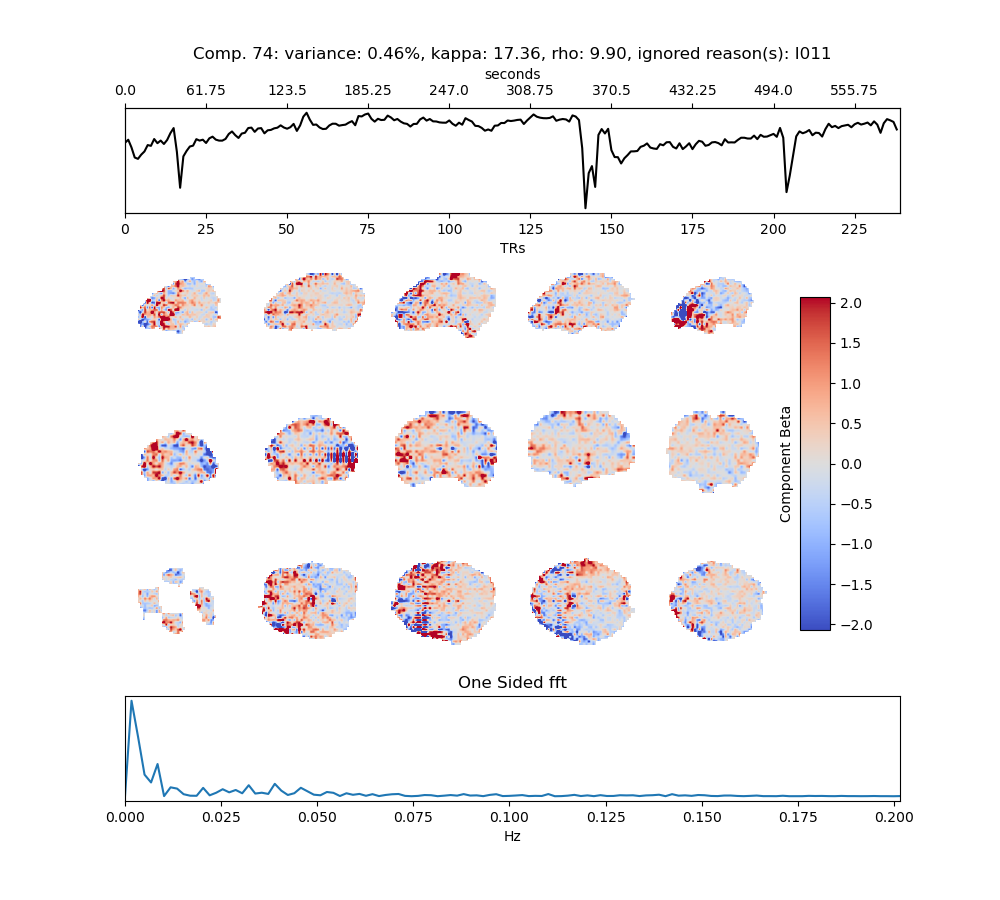 Comp. 74: variance: 0.46%, kappa: 17.36, rho: 9.90, ignored reason(s): I011
seconds
0.0 61.75 123.5 185.25 247.0 308.75 370.5 432.25 494.0 555.75
0 25 50 75 100 125 150 175 200 225
TRs
2.0
1.5
1.0
0.5
0.0
−0.5
−1.0
−1.5
−2.0
Component Beta
One Sided fft
0.000 0.025 0.050 0.075 0.100 0.125 0.150 0.175 0.200
Hz